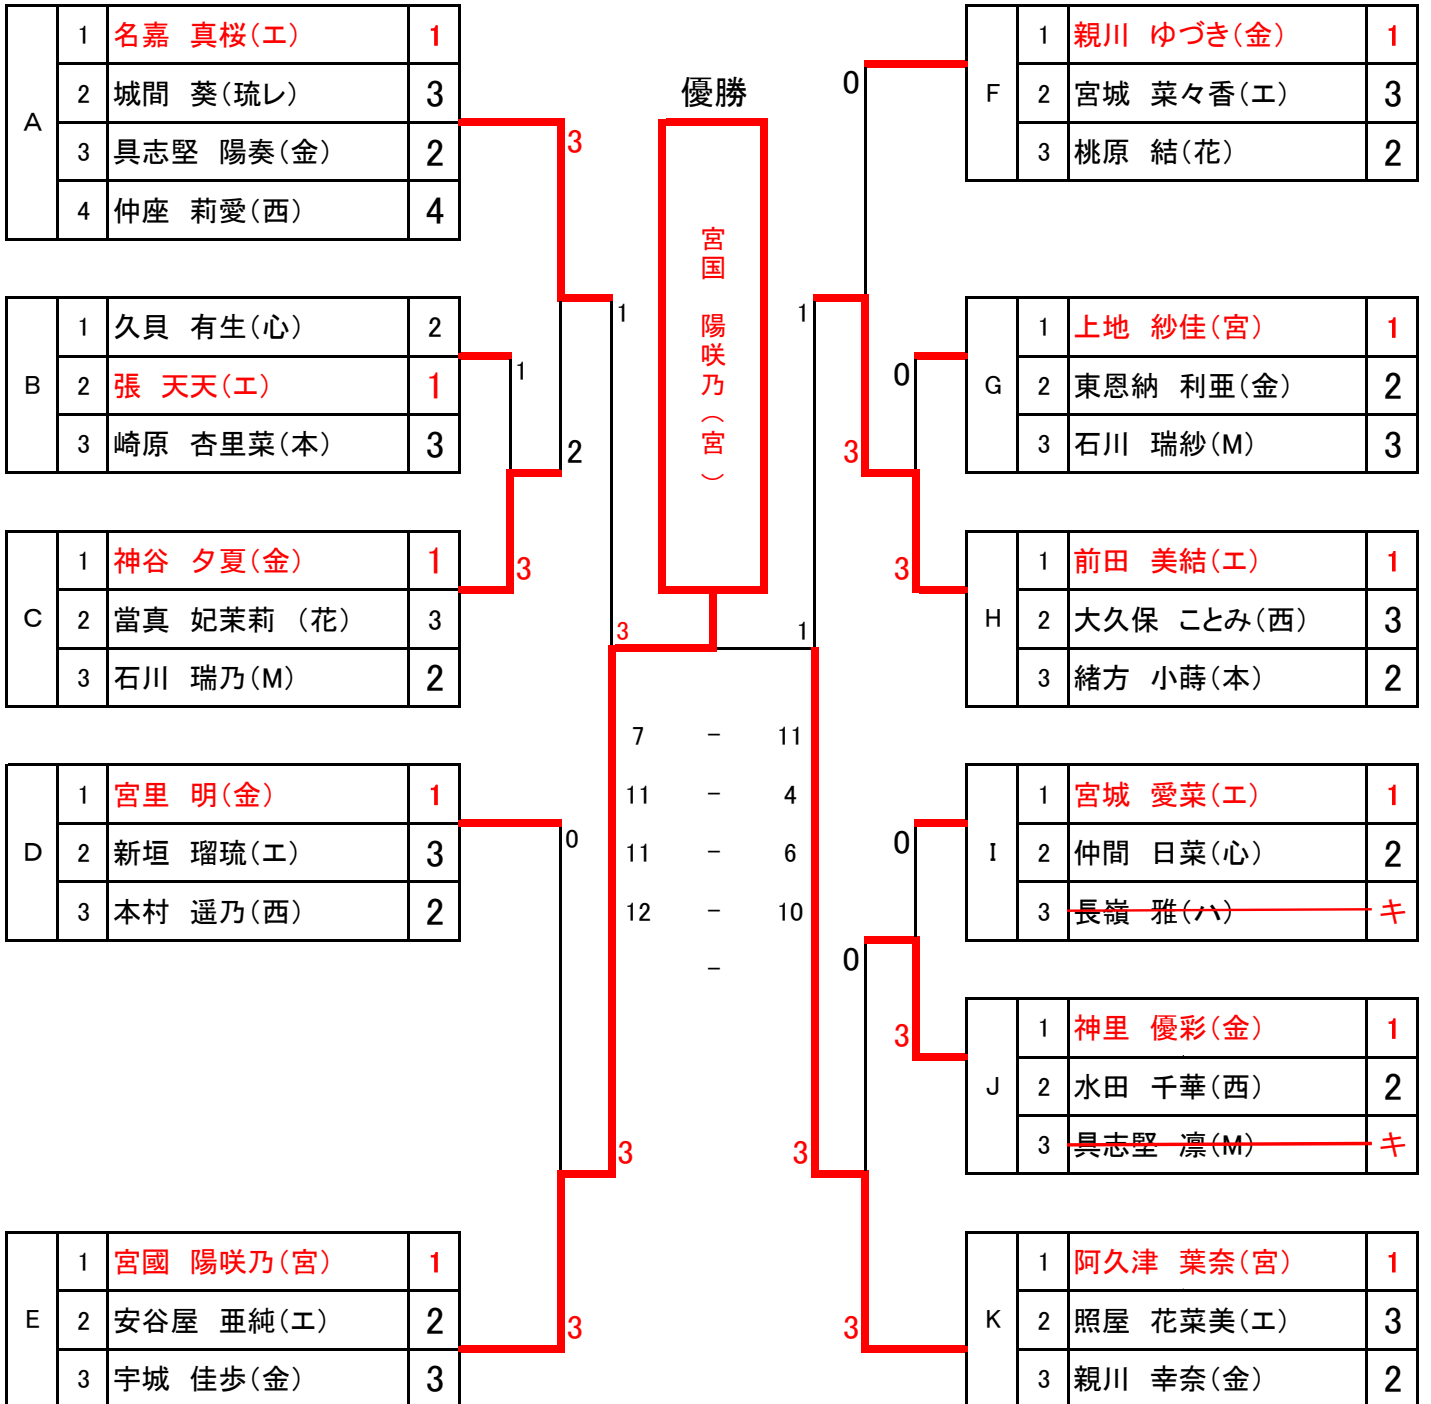 A
1 名嘉 真桜(エ) 1
2 城間 葵(琉レ) 3
3 具志堅 陽奏(金) 2
4 仲座 莉愛(西) 4
B
1 久貝 有生(心) 2
2 張 天天(エ) 1
3 崎原 杏里菜(本) 3
C
1 神谷 夕夏(金) 1
2 當真 妃茉莉 (花) 3
3 石川 瑞乃(M) 2
D
1 宮里 明(金) 1
2 新垣 瑠琉(エ) 3
3 本村 遥乃(西) 2
E
1 宮國 陽咲乃(宮) 1
2 安谷屋 亜純(エ) 2
3 宇城 佳歩(金) 3
3
1
3
2
0
3
1
3
3
優勝
宮国 陽咲乃(宮)
7 - 11
11 - 4
11 - 6
12 - 10
-
1
1
3
0
3
0
3
0
3
0
3
F
1 親川 ゆづき(金) 1
2 宮城 菜々香(エ) 3
3 桃原 結(花) 2
G
1 上地 紗佳(宮) 1
2 東恩納 利亜(金) 2
3 石川 瑞紗(M) 3
H
1 前田 美結(エ) 1
2 大久保 ことみ(西) 3
3 緒方 小蒔(本) 2
I
1 宮城 愛菜(エ) 1
2 仲間 日菜(心) 2
3 長嶺 雅(ハ) キ
J
1 神里 優彩(金) 1
2 水田 千華(西) 2
3 具志堅 凛(M) キ
K
1 阿久津 葉奈(宮) 1
2 照屋 花菜美(エ) 3
3 親川 幸奈(金) 2